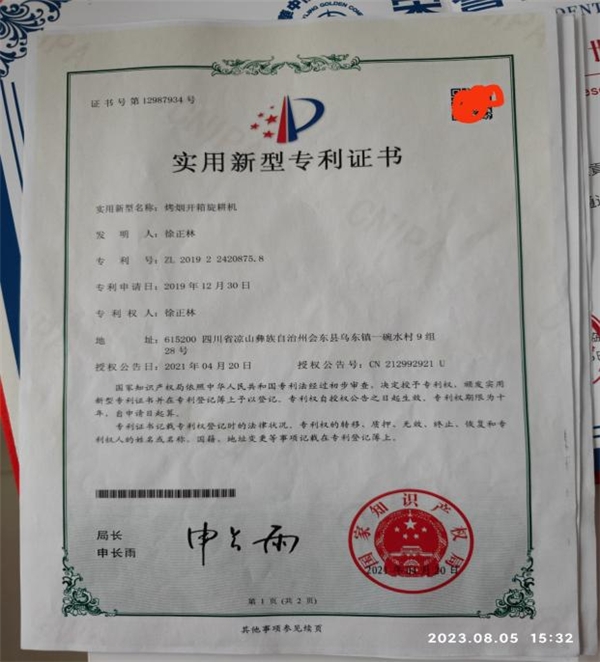 证书号第12987934号
实用新型专利证书
实用新型名称：烤烟开箱旋耕机
发 明 人：徐正林
专 利 号：ZL 2019 2 2420875.8
专利申请日：2019年12月30日
专 利 权 人：徐正林
地 址：615200 四川省凉山彝族自治州会东县乌东镇一碗水村9组
28号
授权公告日：2021年04月20日 授权公告号：CN 212992921 U
国家知识产权局依照中华人民共和国专利法经过初步审查，决定授予专利权，颁发实用
新型专利证书并在专利登记簿上予以登记。专利权自授权公告之日起生效。专利权期限为十
年，自申请日起算。
专利证书记载专利权登记时的法律状况。专利权的转移、质押、无效、终止、恢复和专
利权人的姓名或名称、国籍、地址变更等事项记载在专利登记簿上。
局长
申长雨
国家知识产权局
2021年04月20日
第 1 页 (共 2 页)
其他事项参见续页
2023.08.05 15:32